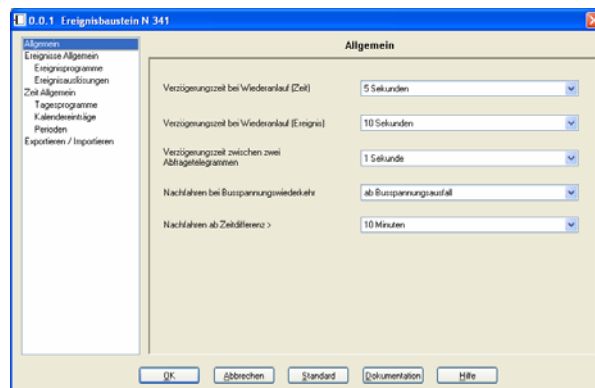 0.0.1 Ereignisbaustein N 341
Allgemein
Ereignisse Allgemein
Ereignisprogramme
Ereignisauslösungen
Zeit Allgemein
Tagesprogramme
Kalendereinträge
Perioden
Exportieren / Importieren
Allgemein
Verzögerungszeit bei Wiederanlauf (Zeit)
5 Sekunden
Verzögerungszeit bei Wiederanlauf (Ereignis)
10 Sekunden
Verzögerungszeit zwischen zwei
Abfragetelegrammen
1 Sekunde
Nachfahren bei Busspannungswiederkehr
ab Busspannungsausfall
Nachfahren ab Zeitdifferenz >
10 Minuten
OK
Abbrechen
Standard
Dokumentation
Hilfe